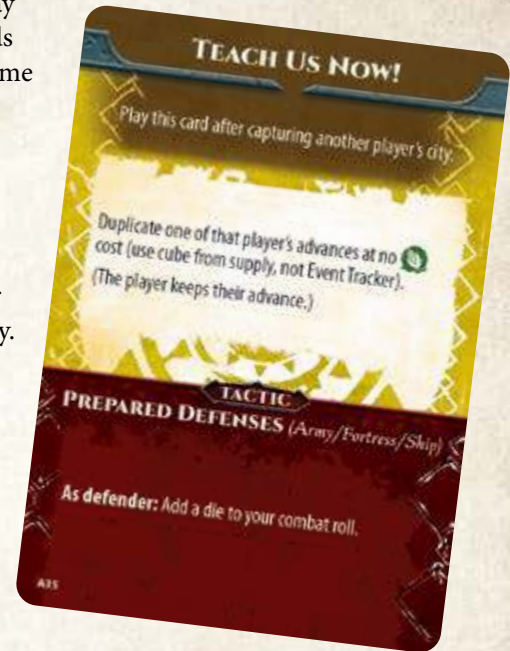 ds
me
y.
TEACH US NOW!
Play this card after capturing another player's city.
Duplicate one of that player's advances at no
cost (use cube from supply, not Event Tracker).
(The player keeps their advance.)
TACTIC
PREPARED DEFENSES (Army/Fortress/Ship)
As defender: Add a die to your combat roll.
A35